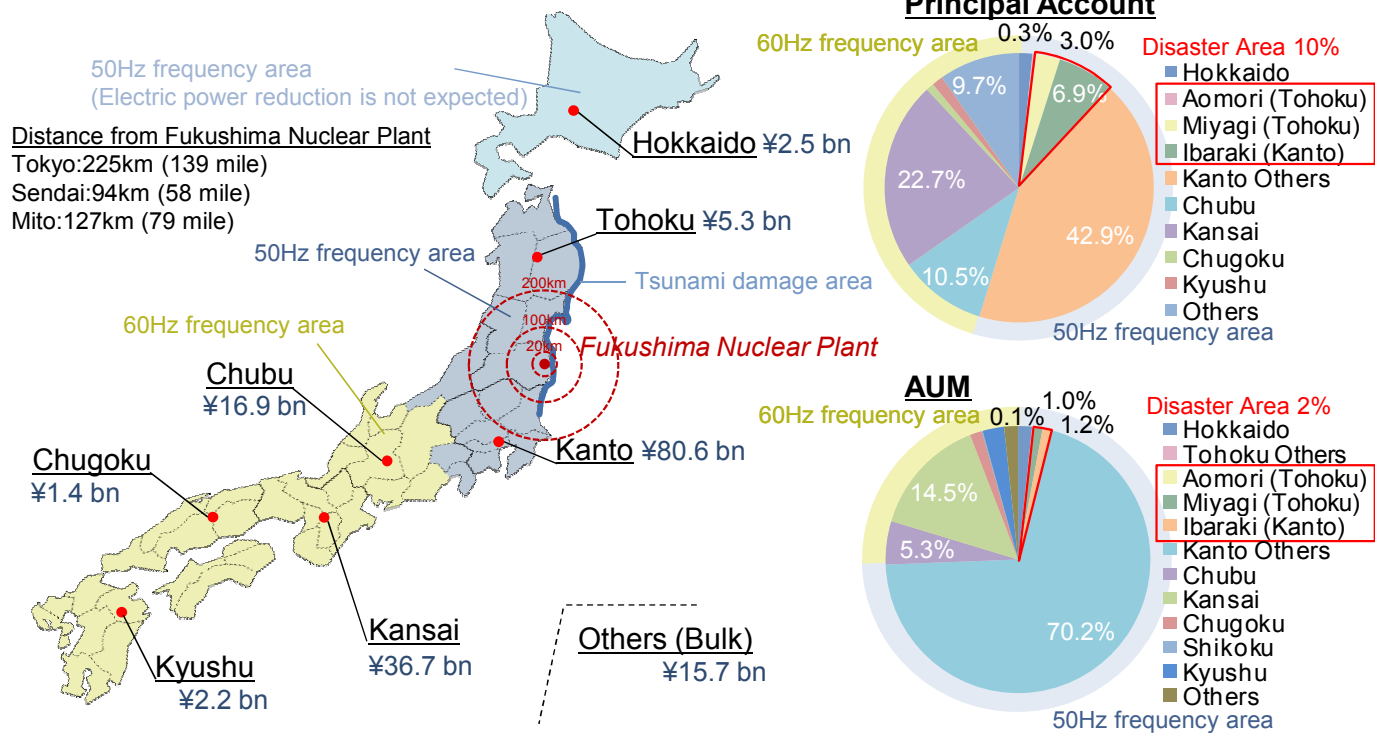 50Hz frequency area
(Electric power reduction is not expected)
Distance from Fukushima Nuclear Plant
Tokyo:225km (139 mile)
Sendai:94km (58 mile)
Mito:127km (79 mile)
Hokkaido ¥2.5 bn
Tohoku ¥5.3 bn
50Hz frequency area
Tsunami damage area
200km
100km
20km
Fukushima Nuclear Plant
60Hz frequency area
Chubu
¥16.9 bn
Kanto ¥80.6 bn
Chugoku
¥1.4 bn
Kansai
¥36.7 bn
Kyushu
¥2.2 bn
Others (Bulk)
¥15.7 bn
Principal Account
60Hz frequency area
0.3%
3.0%
6.9%
9.7%
22.7%
10.5%
42.9%
50Hz frequency area
Disaster Area 10%
Hokkaido
Aomori (Tohoku)
Miyagi (Tohoku)
Ibaraki (Kanto)
Kanto Others
Chubu
Kansai
Chugoku
Kyushu
Others
AUM
60Hz frequency area
0.1%
1.0%
1.2%
14.5%
5.3%
70.2%
50Hz frequency area
Disaster Area 2%
Hokkaido
Tohoku Others
Aomori (Tohoku)
Miyagi (Tohoku)
Ibaraki (Kanto)
Kanto Others
Chubu
Kansai
Chugoku
Shikoku
Kyushu
Others